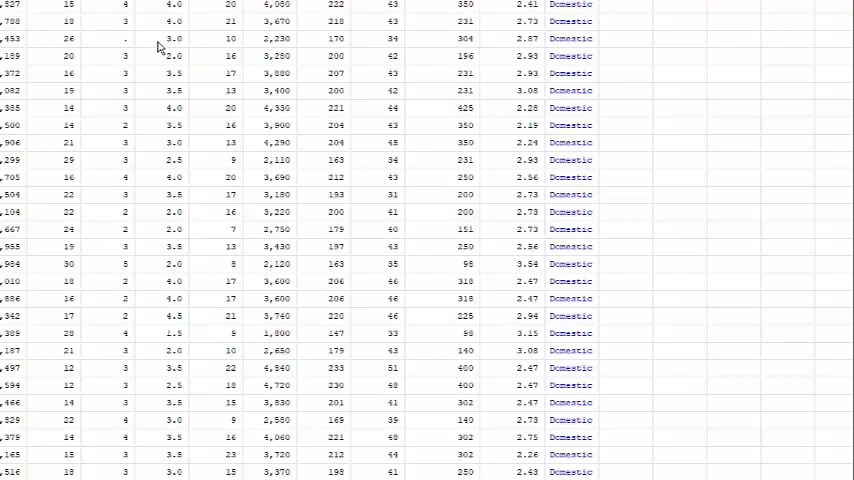 ,827 15 4 4.0 20 4,080 222 43 350 2.41 Domestic
,788 18 3 4.0 21 3,670 218 43 231 2.73 Domestic
,453 26 . 3.0 10 2,230 170 34 304 2.87 Domestic
,189 20 3 2.0 16 3,280 200 42 196 2.93 Domestic
,372 16 3 3.5 17 3,880 207 43 231 2.93 Domestic
,082 19 3 3.5 13 3,400 200 42 231 3.08 Domestic
,385 14 3 4.0 20 4,330 221 44 425 2.28 Domestic
,500 14 2 3.5 16 3,900 204 43 350 2.19 Domestic
,906 21 3 3.0 13 4,290 204 45 350 2.24 Domestic
,299 29 3 2.5 9 2,110 163 34 231 2.93 Domestic
,705 16 4 4.0 20 3,690 212 43 250 2.56 Domestic
,504 22 3 3.5 17 3,180 193 31 200 2.73 Domestic
,104 22 2 2.0 16 3,220 200 41 200 2.73 Domestic
,667 24 2 2.0 7 2,750 179 40 151 2.73 Domestic
,955 19 3 3.5 13 3,430 197 43 250 2.56 Domestic
,984 30 5 2.0 8 2,120 163 35 98 3.54 Domestic
,010 18 2 4.0 17 3,600 206 46 318 2.47 Domestic
,886 16 2 4.0 17 3,600 206 46 318 2.47 Domestic
,342 17 2 4.5 21 3,740 220 46 225 2.94 Domestic
,389 28 4 1.5 9 1,800 147 33 98 3.15 Domestic
,187 21 3 2.0 10 2,650 179 43 140 3.08 Domestic
,497 12 3 3.5 22 4,840 233 51 400 2.47 Domestic
,594 12 3 2.5 18 4,720 230 48 400 2.47 Domestic
,466 14 3 3.5 15 3,830 201 41 302 2.47 Domestic
,829 22 4 3.0 9 2,580 169 39 140 2.73 Domestic
,379 14 4 3.5 16 4,060 221 48 302 2.75 Domestic
,165 15 3 3.5 23 3,720 212 44 302 2.26 Domestic
,516 18 3 3.0 15 3,370 198 41 250 2.43 Domestic